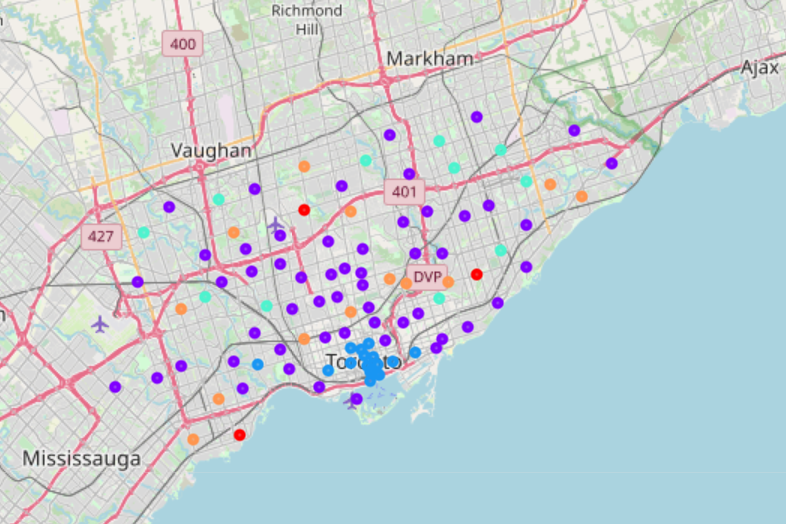 Richmond
Hill
400
Markham
Ajax
Vaughan
401
427
DVP
Toronto
Mississauga